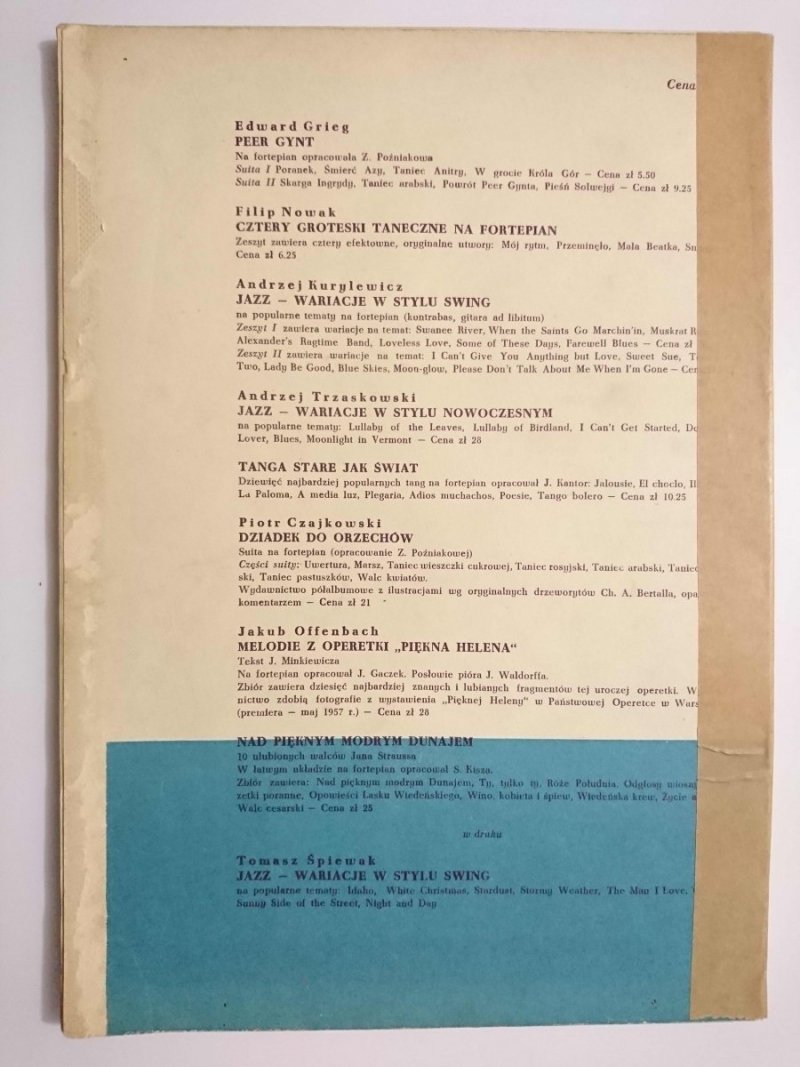 Cena
Edward Grieg
PEER GYNT
Na fortepian opracowała Z. Poźniakowa
Suita I Poranek, Śmierć Azy, Taniec Anitry, W grocie Króla Gór — Cena zł 5.50
Suita II Skarga Ingrydy, Taniec arabski, Powrót Peer Gynta, Pieśń Solwejgi — Cena zł 9.25
Filip Nowak
CZTERY GROTESKI TANECZNE NA FORTEPIAN
Zeszyt zawiera cztery efektowne, oryginalne utwory: Mój rytm, Przeminęło, Mała Beatka,
Cena zł 6.25
Andrzej Kurylewicz
JAZZ — WARIACJE W STYLU SWING
na popularne tematy na fortepian (kontrabas, gitara ad libitum)
Zeszyt I zawiera wariacje na temat: Swanee River, When the Saints Go Marchin'in, Muskrat R
Alexander's Ragtime Band, Loveless Love, Some of These Days, Farewell Blues — Cena zł
Zeszyt II zawiera wariacje na temat: I Can't Give You Anything but Love, Sweet Sue, T
Two, Lady Be Good, Blue Skies, Moon-glow, Please Don't Talk About Me When I'm Gone — Cen
Andrzej Trzaskowski
JAZZ — WARIACJE W STYLU NOWOCZESNYM
na popularne tematy: Lullaby of the Leaves, Lullaby of Birdland, I Can't Get Started,
Lover, Blues, Moonlight in Vermont — Cena zł 28
TANGA STARE JAK ŚWIAT
Dziewięć najbardziej popularnych tang na fortepian opracował J. Kantor: Jalousie, El choclo,
La Paloma, A media luz, Plegaria, Adios muchachos, Poesie, Tango bolero — Cena zł 10.25
Piotr Czajkowski
DZIADEK DO ORZECHÓW
Suita na fortepian (opracowanie Z. Poźniakowej)
Części suity: Uwertura, Marsz, Taniec wieszczki cukrowej, Taniec rosyjski, Taniec arabski, Taniec
ski, Taniec pastuszków, Walc kwiatów.
Wydawnictwo półalbumowe z ilustracjami wg oryginalnych drzeworytów Ch. A. Bertalla, opa
komentarzem — Cena zł 21
Jakub Offenbach
MELODIE Z OPERETKI „PIĘKNA HELENA"
Tekst J. Minkiewicza
Na fortepian opracował J. Gaczek. Posłowie pióra J. Waldorffa.
Zbiór zawiera dziesięć najbardziej znanych i lubianych fragmentów tej uroczej operetki. W
nictwo zdobią fotografie z wystawienia „Pięknej Heleny" w Państwowej Operetce w Wars
(premiera — maj 1957 r.) — Cena zł 28
NAD PIĘKNYM MODRYM DUNAJEM
10 ulubionych walców Jana Straussa
W łatwym układzie na fortepian opracował S. Kisza.
Zbiór zawiera: Nad pięknym modrym Dunajem, Ty, tylko ty, Róże Południa, Odgłosy wiosny
zetki poranne, Opowieści Lasku Wiedeńskiego, Wino, kobieta i śpiew, Wiedeńska krew, Życie a
Walc cesarski — Cena zł 25
w druku
Tomasz Śpiewak
JAZZ — WARIACJE W STYLU SWING
na popularne tematy: Idaho, White Christmas, Stardust, Stormy Weather, The Man I Love,
Sunny Side of the Street, Night and Day